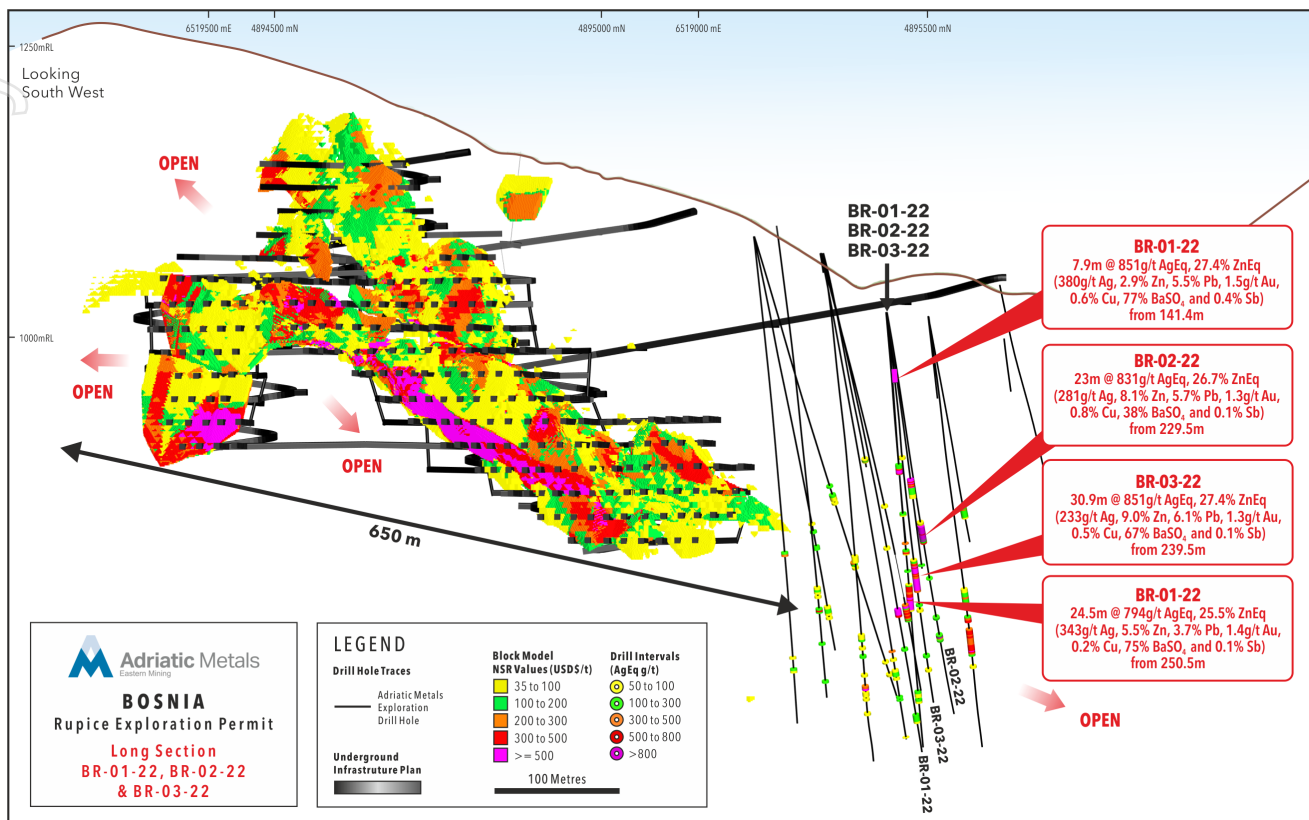 6519500 mE
4894500 mN
4895000 mN
6519000 mE
4895500 mN
1250mRL
Looking
South West
OPEN
BR-01-22
BR-02-22
BR-03-22
BR-01-22
7.9m @ 851g/t AgEq, 27.4% ZnEq
(380g/t Ag, 2.9% Zn, 5.5% Pb, 1.5g/t Au,
0.6% Cu, 77% BaSO₄ and 0.4% Sb)
from 141.4m
1000mRL
OPEN
BR-02-22
23m @ 831g/t AgEq, 26.7% ZnEq
(281g/t Ag, 8.1% Zn, 5.7% Pb, 1.3g/t Au,
0.8% Cu, 38% BaSO₄ and 0.1% Sb)
from 229.5m
OPEN
BR-03-22
30.9m @ 851g/t AgEq, 27.4% ZnEq
(233g/t Ag, 9.0% Zn, 6.1% Pb, 1.3g/t Au,
0.5% Cu, 67% BaSO₄ and 0.1% Sb)
from 239.5m
650 m
BR-01-22
24.5m @ 794g/t AgEq, 25.5% ZnEq
(343g/t Ag, 5.5% Zn, 3.7% Pb, 1.4g/t Au,
0.2% Cu, 75% BaSO₄ and 0.1% Sb)
from 250.5m
BR-02-22
BR-03-22
BR-01-22
OPEN
Adriatic Metals
Eastern Mining
BOSNIA
Rupice Exploration Permit
Long Section
BR-01-22, BR-02-22
& BR-03-22
LEGEND
Drill Hole Traces
Adriatic Metals
Exploration
Drill Hole
Underground
Infrastruture Plan
Block Model
NSR Values (USDS/t)
35 to 100
100 to 200
200 to 300
300 to 500
>= 500
Drill Intervals
(AgEq g/t)
50 to 100
100 to 300
300 to 500
500 to 800
>800
100 Metres